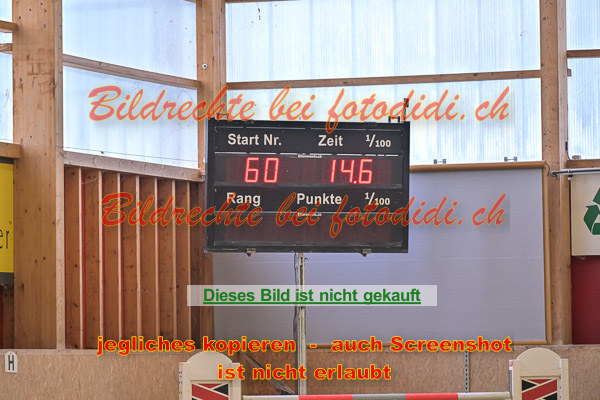 Bildrechte bei fotodidi.ch
Start Nr. Zeit 1/100
60 14.6
Rang Punkte 1/100
Bildrechte bei fotodidi.ch
Dieses Bild ist nicht gekauft
jegliches kopieren - auch Screenshot
ist nicht erlaubt
H